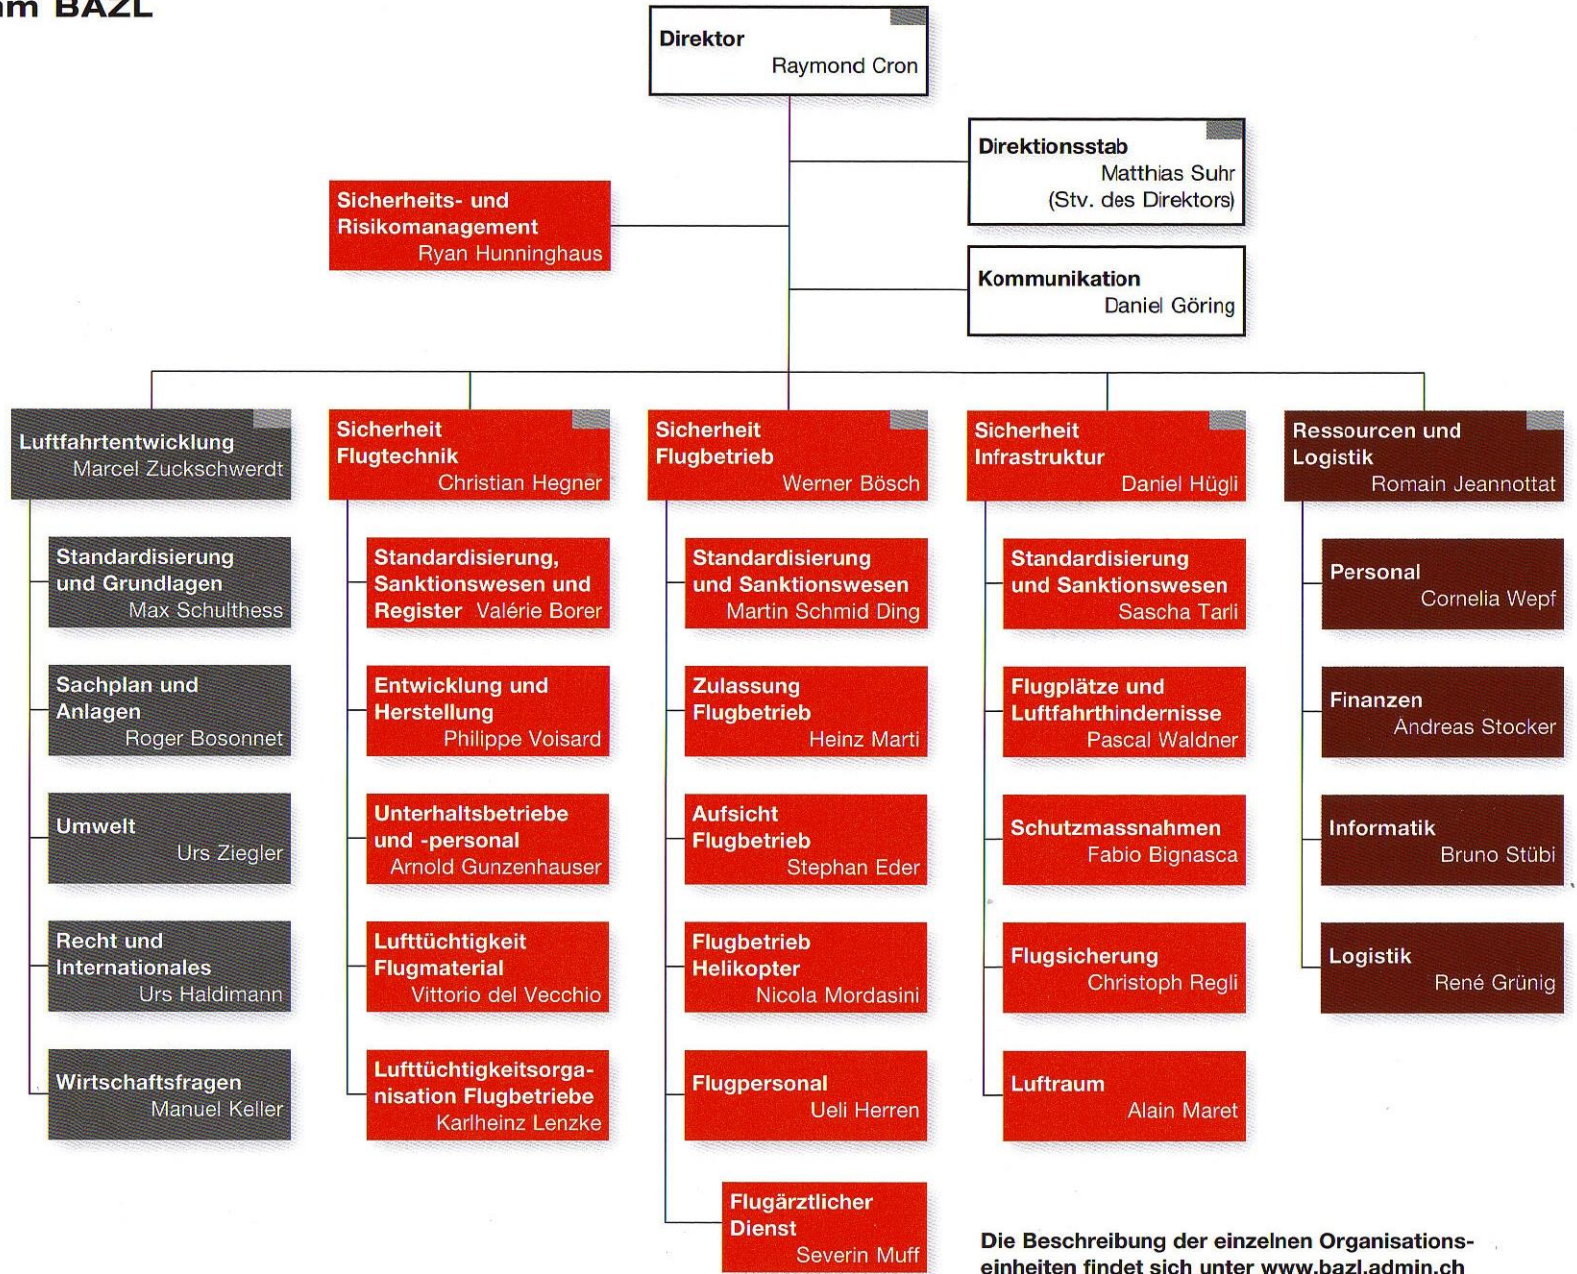 am BAZL
Direktor
Raymond Cron
Direktionsstab
Matthias Suhr
(Stv. des Direktors)
Sicherheits- und
Risikomanagement
Ryan Hunninghaus
Kommunikation
Daniel Göring
Luftfahrtentwicklung
Marcel Zuckschwerdt
Standardisierung
und Grundlagen
Max Schulthess
Sachplan und
Anlagen
Roger Bosonnet
Umwelt
Urs Ziegler
Recht und
Internationales
Urs Haldimann
Wirtschaftsfragen
Manuel Keller
Sicherheit
Flugtechnik
Christian Hegner
Standardisierung,
Sanktionswesen und
Register Valérie Borer
Entwicklung und
Herstellung
Philippe Voisard
Unterhaltsbetriebe
und -personal
Arnold Gunzenhauser
Lufttüchtigkeit
Flugmaterial
Vittorio del Vecchio
Lufttüchtigkeitsorga-
nisation Flugbetriebe
Karlheinz Lenzke
Sicherheit
Flugbetrieb
Werner Bösch
Standardisierung
und Sanktionswesen
Martin Schmid Ding
Zulassung
Flugbetrieb
Heinz Marti
Aufsicht
Flugbetrieb
Stephan Eder
Flugbetrieb
Helikopter
Nicola Mordasini
Flugpersonal
Ueli Herren
Flugärztlicher
Dienst
Severin Muff
Sicherheit
Infrastruktur
Daniel Hügli
Standardisierung
und Sanktionswesen
Sascha Tarli
Flugplätze und
Luftfahrthindernisse
Pascal Waldner
Schutzmassnahmen
Fabio Bignasca
Flugsicherung
Christoph Regli
Luftraum
Alain Maret
Ressourcen und
Logistik
Romain Jeannottat
Personal
Cornelia Wepf
Finanzen
Andreas Stocker
Informatik
Bruno Stübi
Logistik
René Grünig
Die Beschreibung der einzelnen Organisations-
einheiten findet sich unter www.bazl.admin.ch